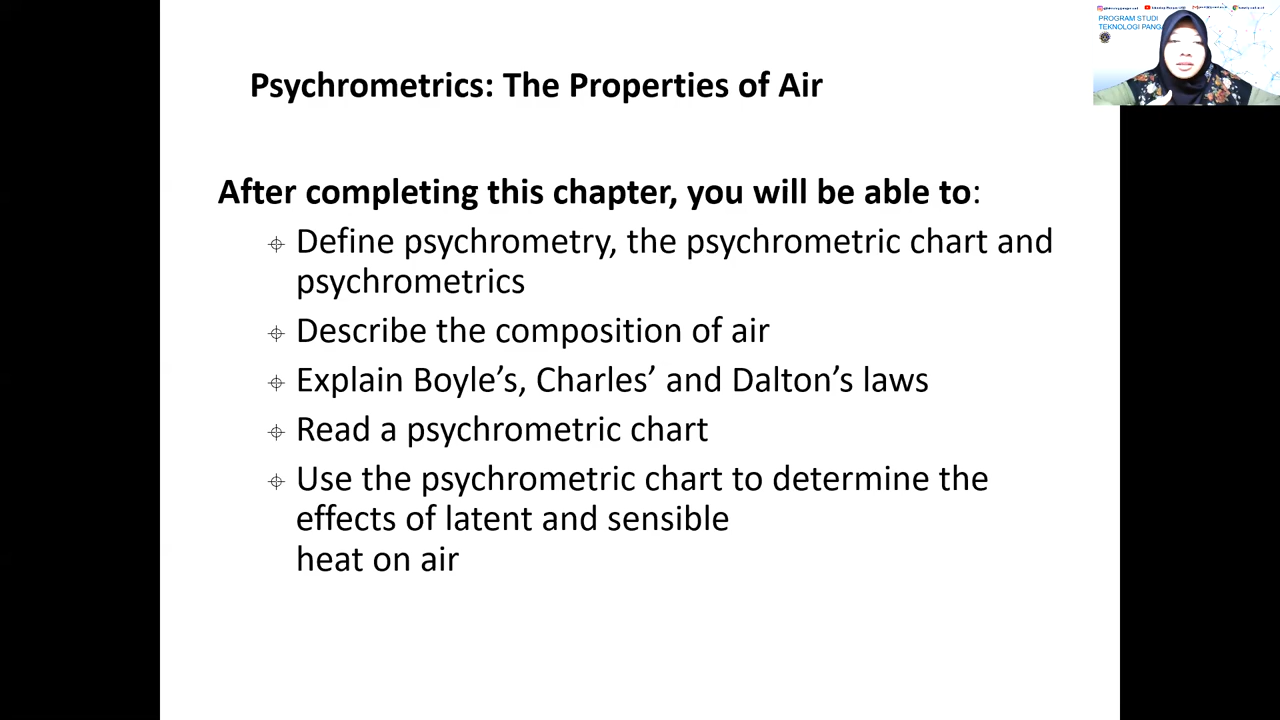 PROGRAM STUDI
TEKNOLOGI PANGA
Psychrometrics: The Properties of Air
After completing this chapter, you will be able to:
Define psychrometry, the psychrometric chart and
psychrometrics
Describe the composition of air
Explain Boyle’s, Charles’ and Dalton’s laws
Read a psychrometric chart
Use the psychrometric chart to determine the
effects of latent and sensible
heat on air